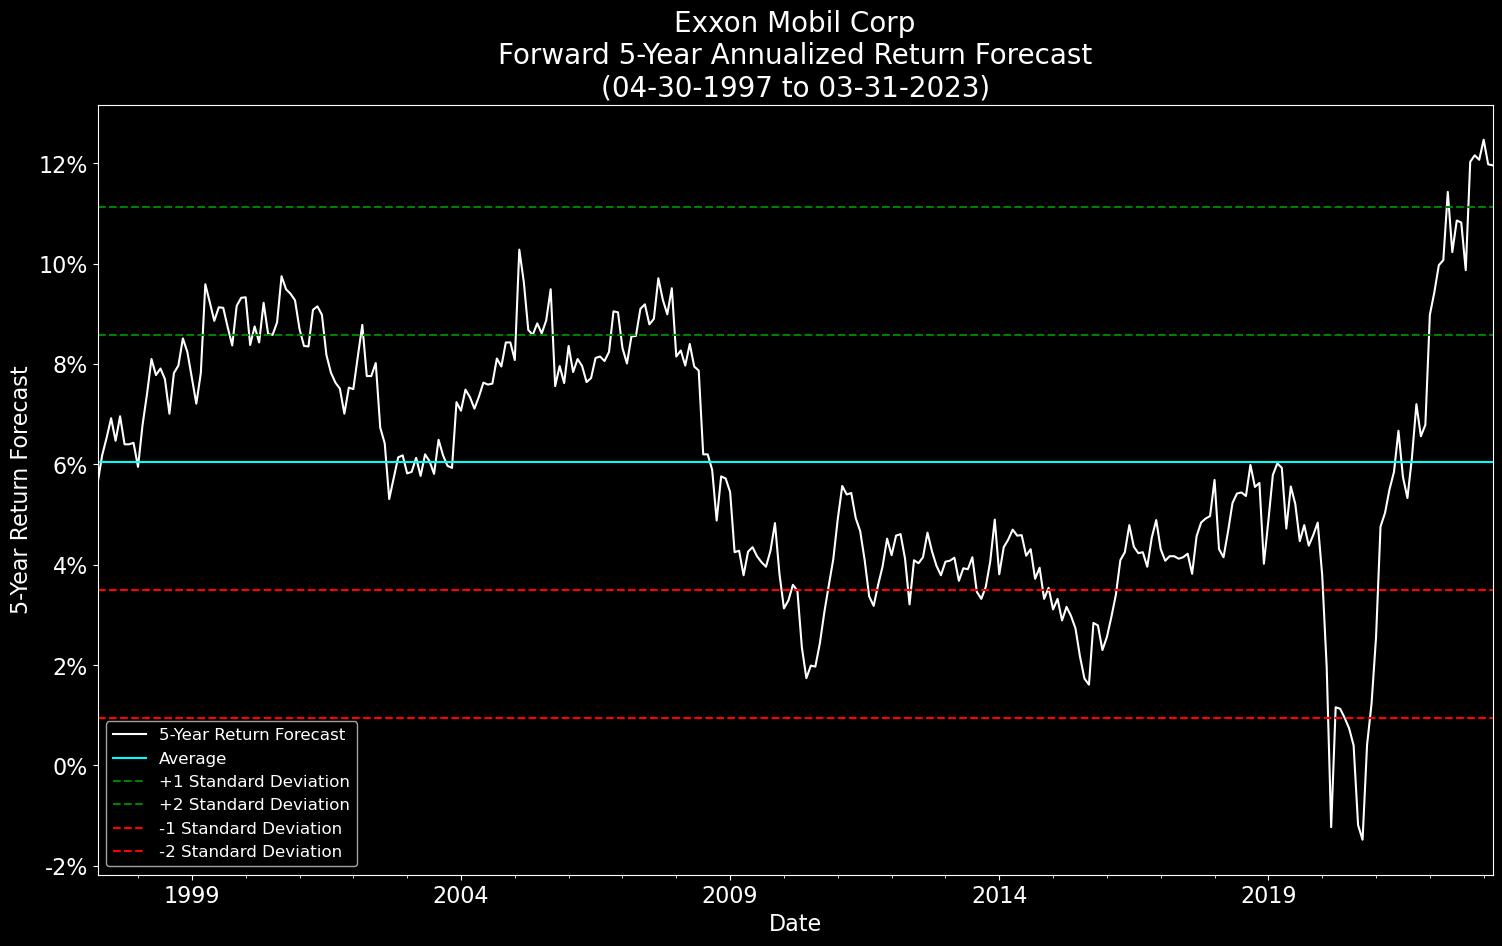 Exxon Mobil Corp
Forward 5-Year Annualized Return Forecast
(04-30-1997 to 03-31-2023)
5-Year Return Forecast
12%
10%
8%
6%
4%
2%
0%
-2%
5-Year Return Forecast
Average
+1 Standard Deviation
+2 Standard Deviation
-1 Standard Deviation
-2 Standard Deviation
1999 2004 2009 2014 2019
Date